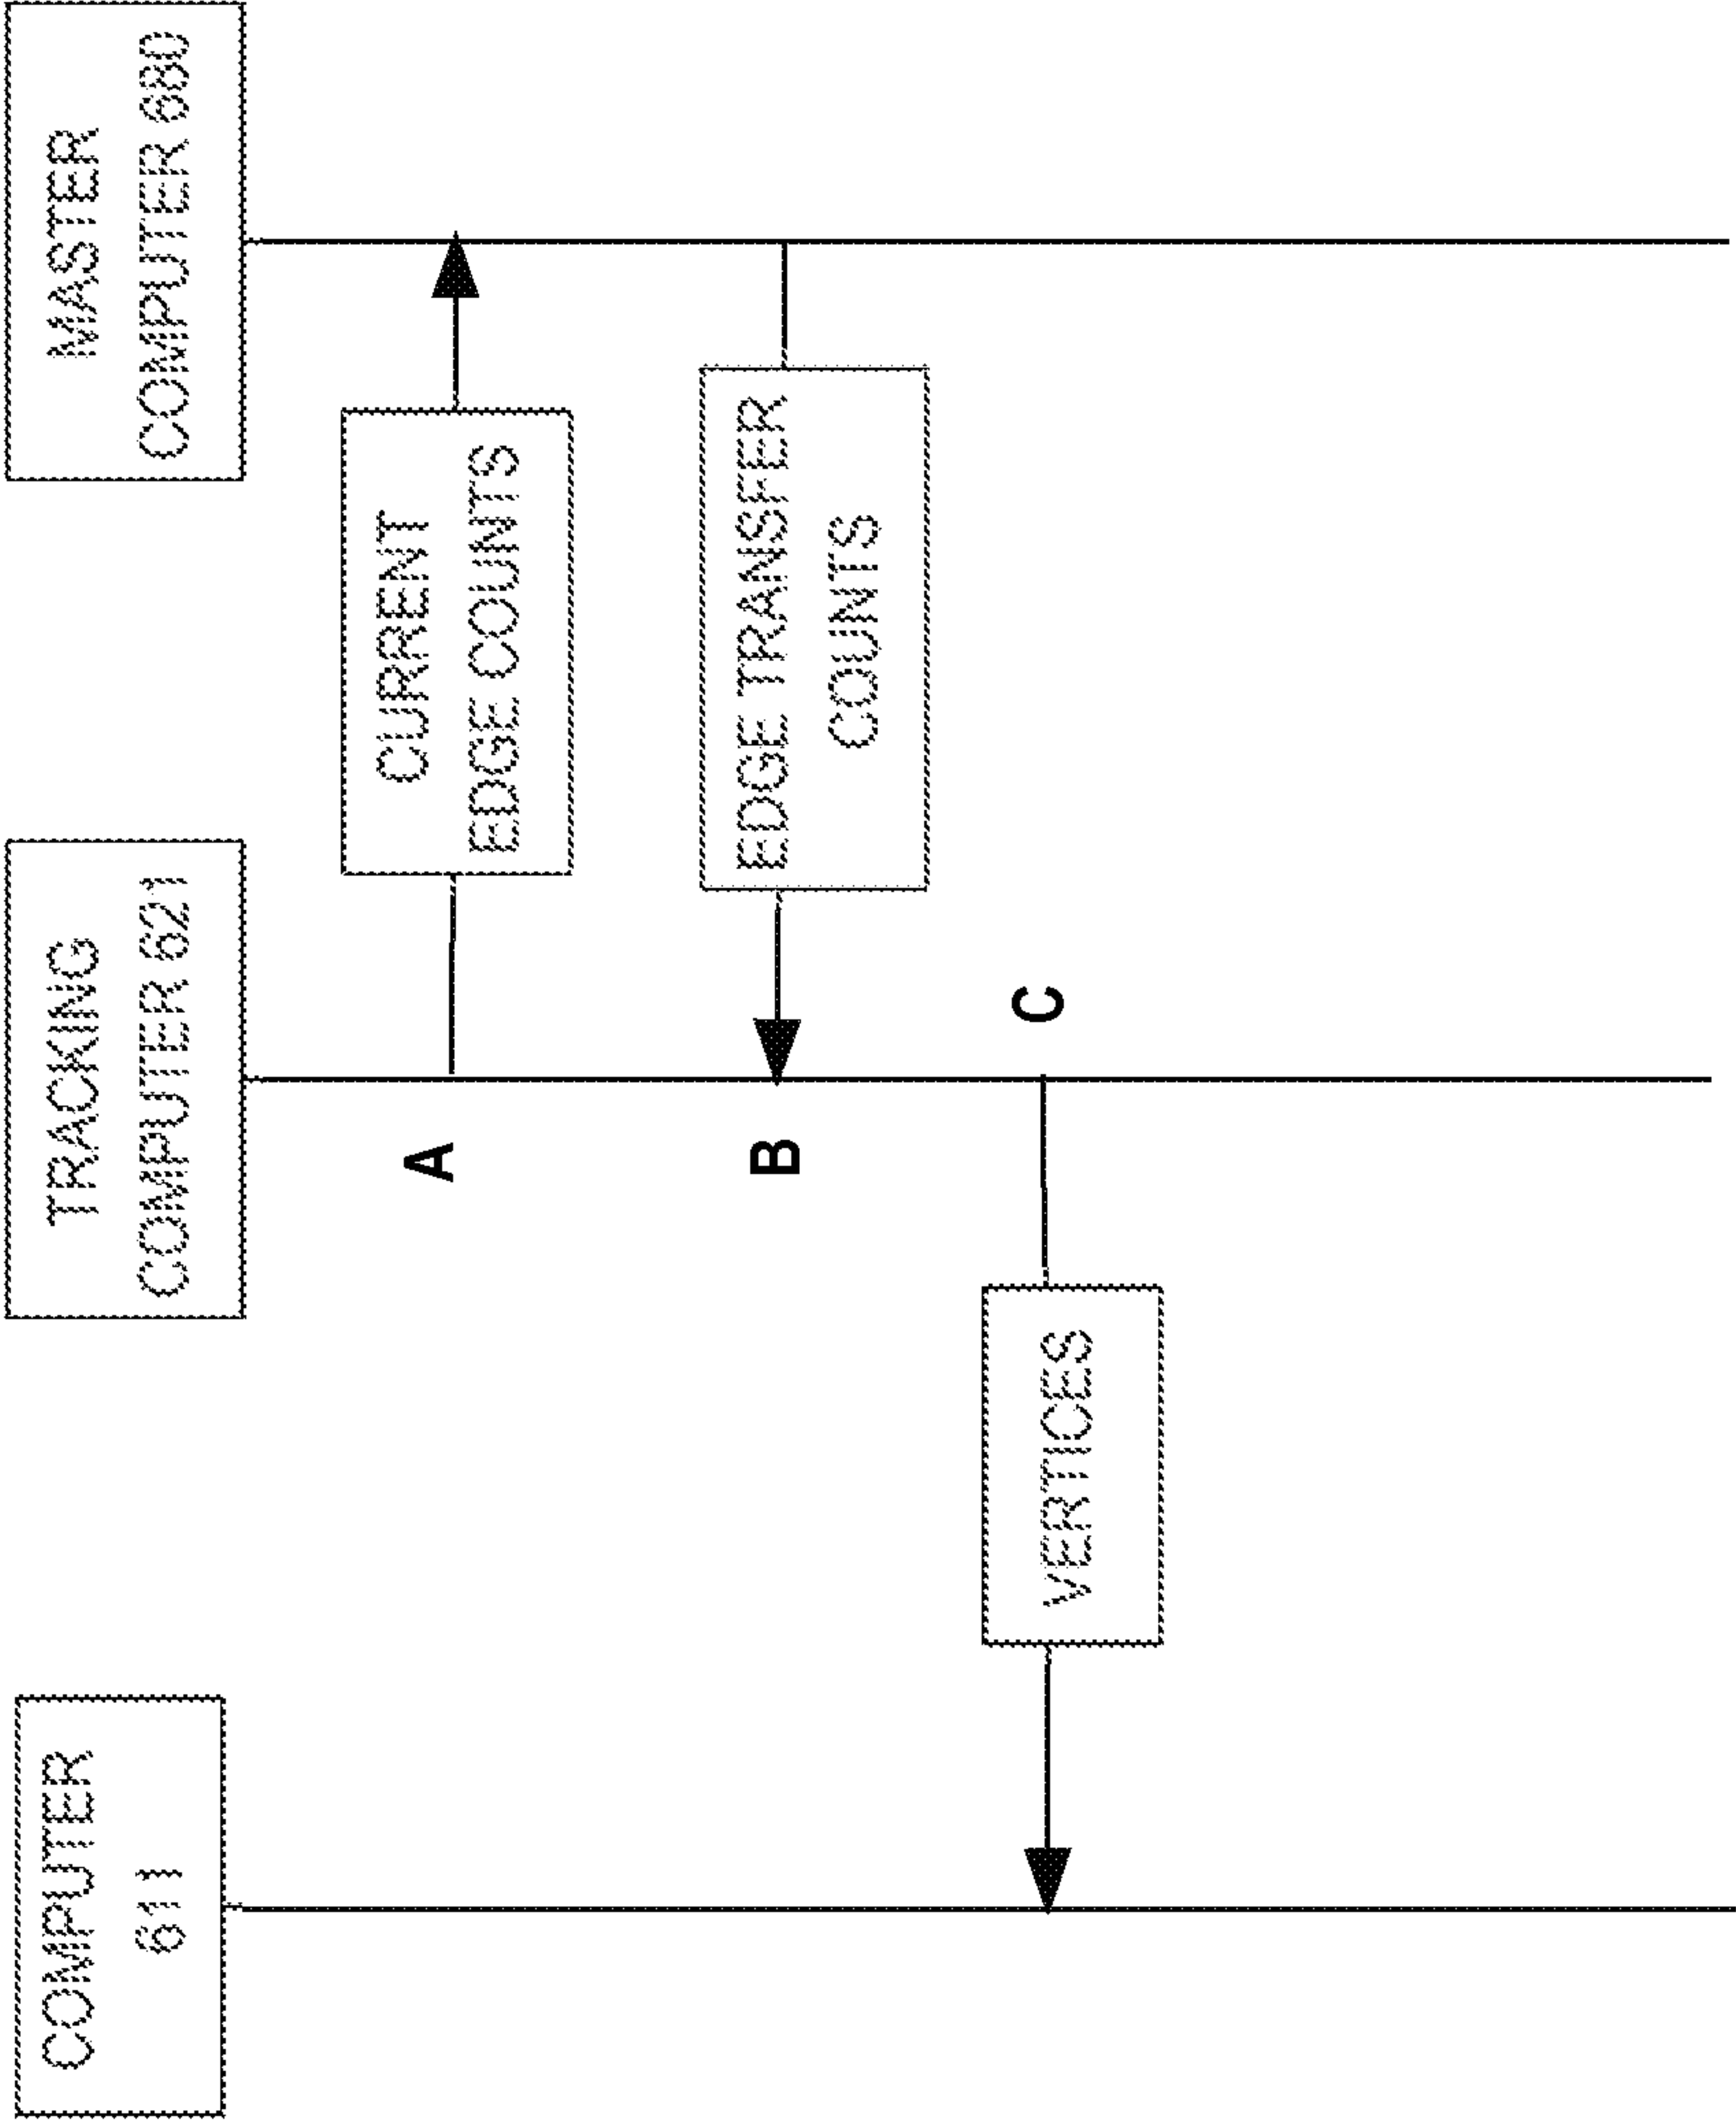 COMPUTER
611
TRACKING
COMPUTER 621
MASTER
COMPUTER 680
A
CURRENT
EDGE COUNTS
B
EDGE TRANSFER
COUNTS
C
VERTICES